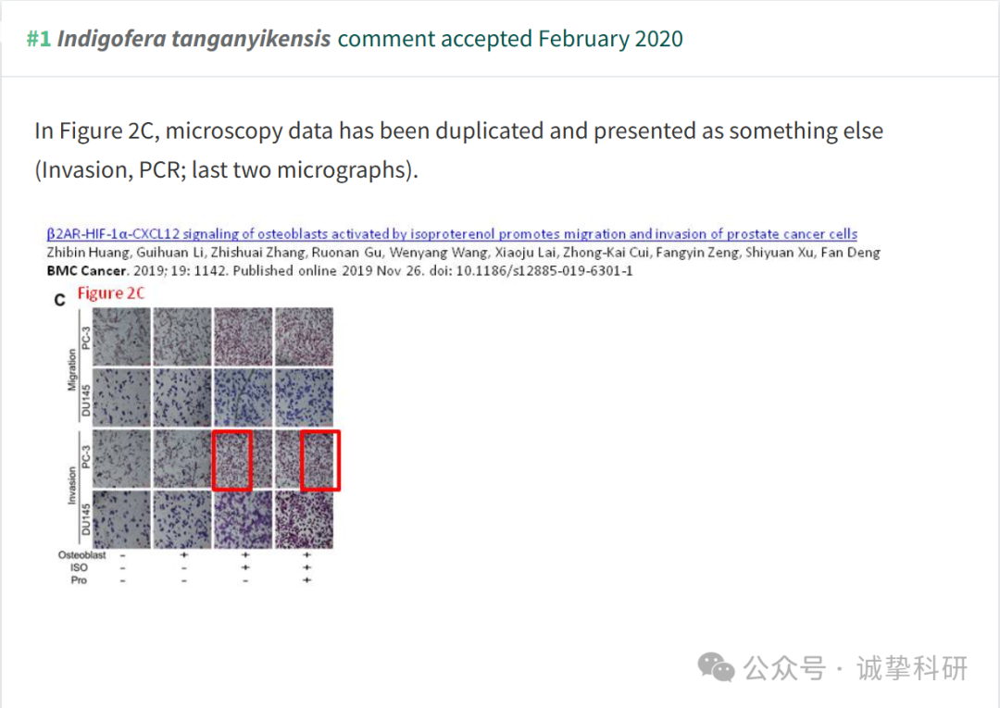 #1 Indigofera tanganyikensis comment accepted February 2020
In Figure 2C, microscopy data has been duplicated and presented as something else
(Invasion, PCR; last two micrographs).
β2AR-HIF-1α-CXCL12 signaling of osteoblasts activated by isoproterenol promotes migration and invasion of prostate cancer cells
Zhibin Huang, Guihuan Li, Zhishuai Zhang, Ruonan Gu, Wenyang Wang, Xiaoju Lai, Zhong-Kai Cui, Fangyin Zeng, Shiyuan Xu, Fan Deng
BMC Cancer. 2019; 19: 1142. Published online 2019 Nov 26. doi: 10.1186/s12885-019-6301-1
C Figure 2C
Migration
PC-3
DU145
Invasion
PC-3
DU145
Osteoblast - + + +
ISO - - + +
Pro - - - +
公众号 · 诚挚科研